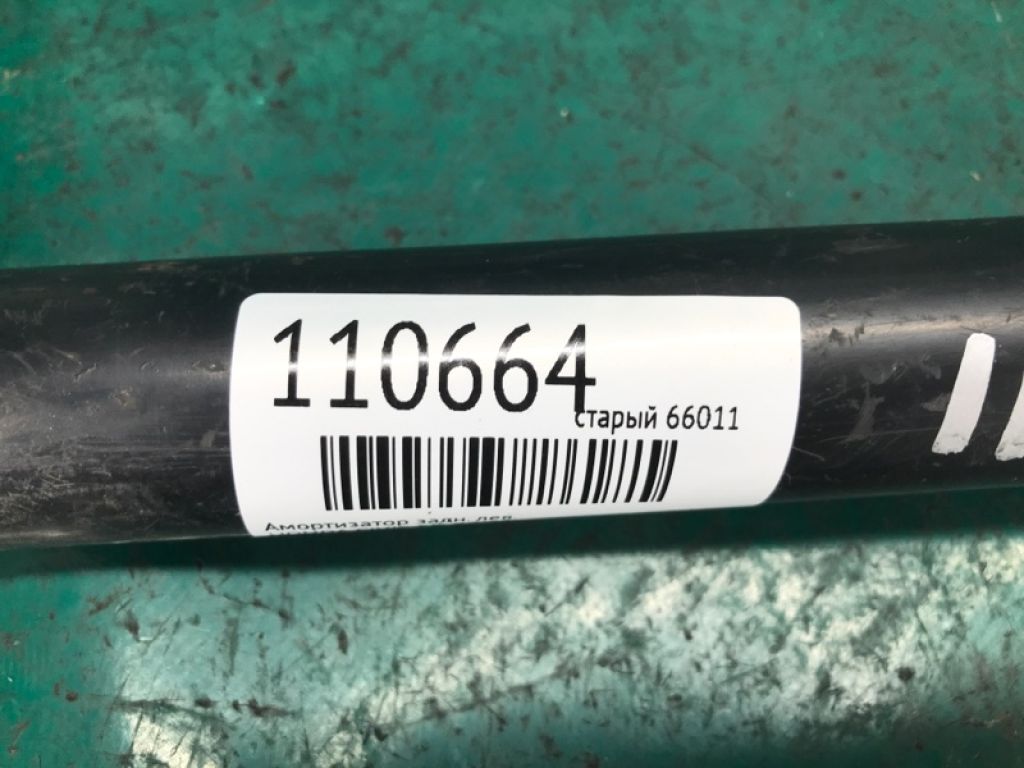 110664
старый 66011
Амортизатор задн. лев.